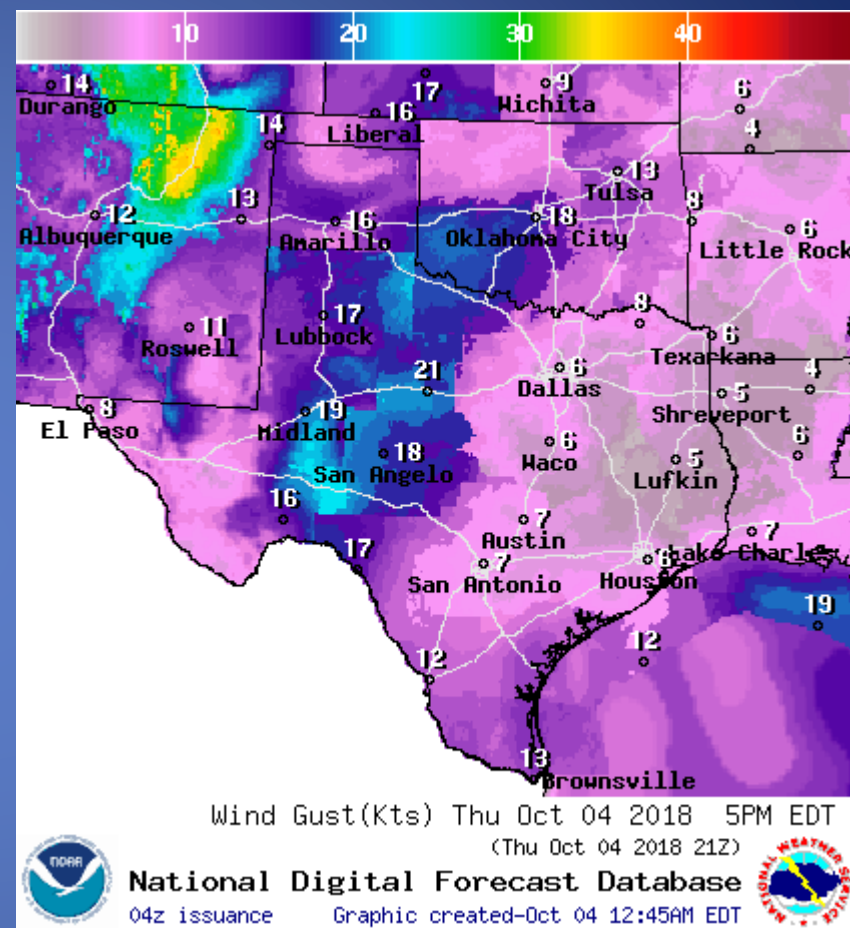 10 20 30 40
14 17 9 6
Durango Wichita
16 4
Liberal
14
13
Tulsa
12 13 16 18 8 6
Albuquerque Amarillo Oklahoma City Little Rock
11 17 8 6
Roswell Lubbock Texarkana
21 6 4
Dallas 5
8 19 Shreveport
El Paso Midland
18 6 5 6
San Angelo Waco Lufkin
16 7 7
Austin
17 7 6 Lake Charles
San Antonio Houston
19
12 12
13
Brownsville
Wind Gust(Kts) Thu Oct 04 2018 5PM EDT
(Thu Oct 04 2018 21Z)
National Digital Forecast Database
04z issuance Graphic created-Oct 04 12:45AM EDT
NOAA
NATIONAL WEATHER SERVICE